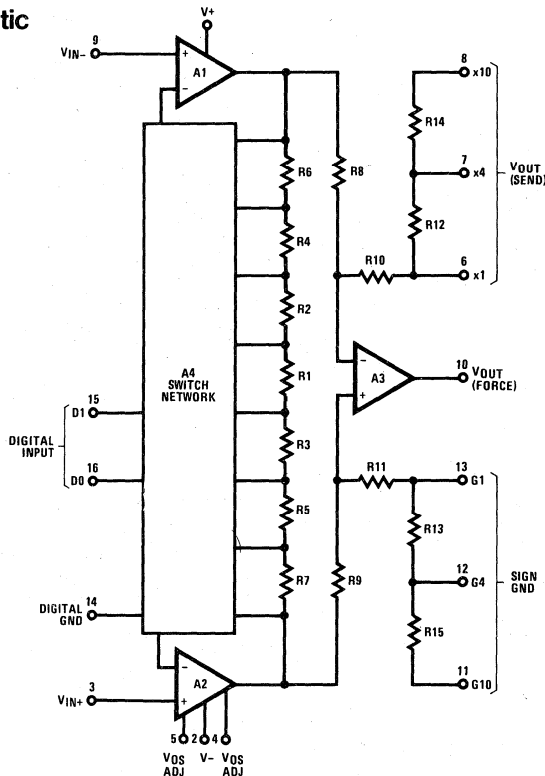 tic
V+
9
VIN-
+
A1
-
8
x10
R14
R6
R8
7
x4
VOUT
(SEND)
R4
R12
R10
6
x1
R2
A4
SWITCH
NETWORK
R1
-
A3
+
10
VOUT
(FORCE)
15
D1
DIGITAL
INPUT
R3
R11
13
G1
16
D0
R5
R13
R7
R9
12
G4
SIGN
GND
14
DIGITAL
GND
R15
-
A2
+
11
G10
3
VIN+
5
2
4
VOS
ADJ
V-
VOS
ADJ